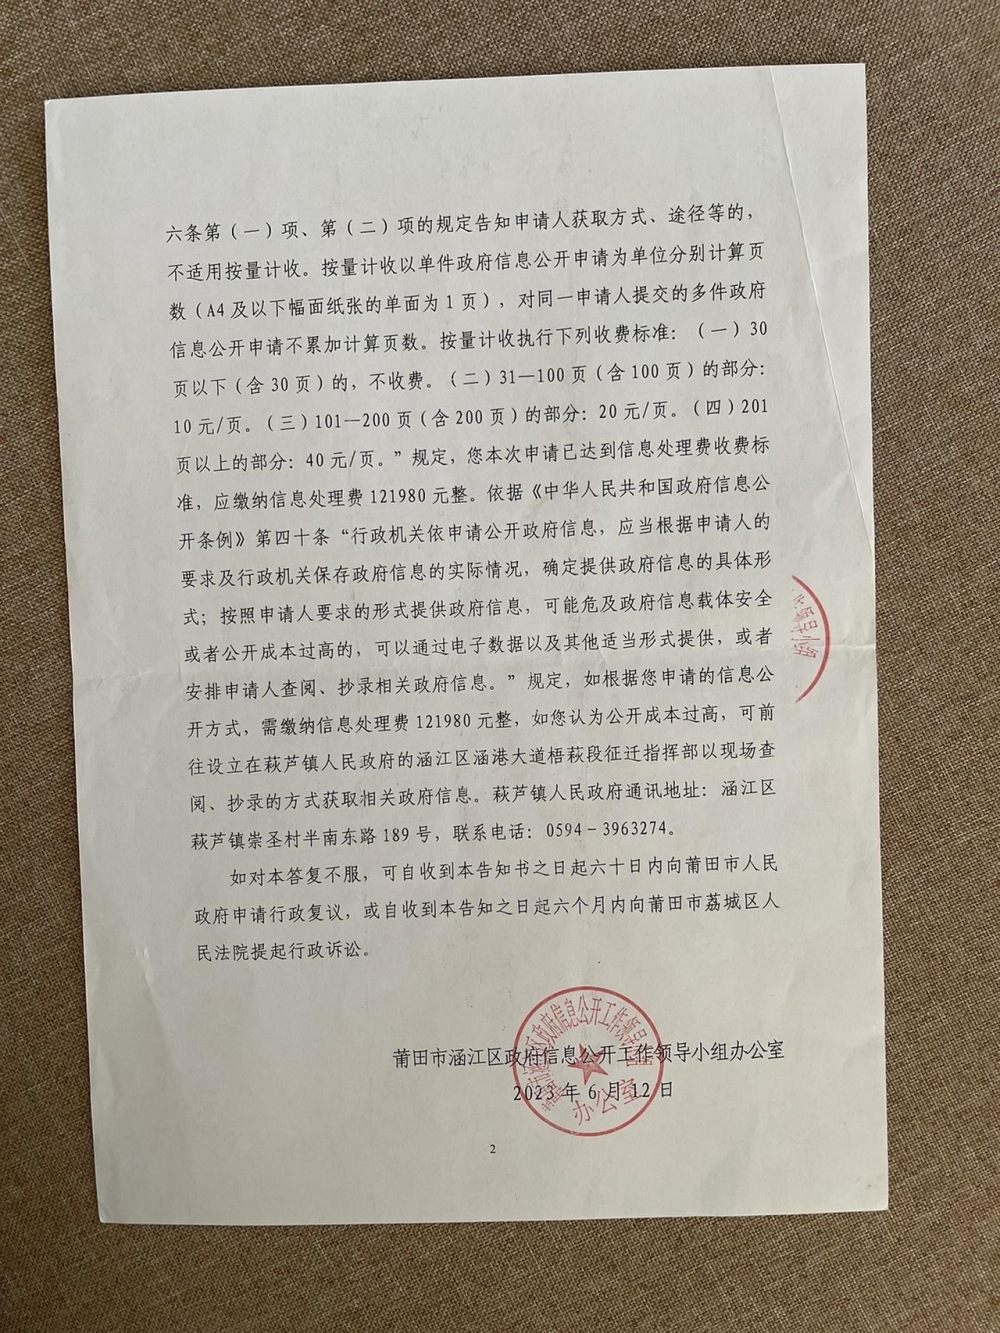 六条第（一）项、第（二）项的规定告知申请人获取方式、途径等的，
不适用按量计收。按量计收以单件政府信息公开申请为单位分别计算页
数（A4及以下幅面纸张的单面为1页），对同一申请人提交的多件政府
信息公开申请不累加计算页数。按量计收执行下列收费标准：（一）30
页以下（含30页）的，不收费。（二）31—100页（含100页）的部分：
10元/页。（三）101—200页（含200页）的部分：20元/页。（四）201
页以上的部分：40元/页。”规定，您本次申请已达到信息处理费收费标
准，应缴纳信息处理费121980元整。依据《中华人民共和国政府信息公
开条例》第四十条“行政机关依申请公开政府信息，应当根据申请人的
要求及行政机关保存政府信息的实际情况，确定提供政府信息的具体形
式；按照申请人要求的形式提供政府信息，可能危及政府信息载体安全
或者公开成本过高的，可以通过电子数据以及其他适当形式提供，或者
安排申请人查阅、抄录相关政府信息。”规定，如根据您申请的信息公
开方式，需缴纳信息处理费121980元整，如您认为公开成本过高，可前
往设立在萩芦镇人民政府的涵江区涵港大道梧萩段征迁指挥部以现场查
阅、抄录的方式获取相关政府信息。萩芦镇人民政府通讯地址：涵江区
萩芦镇崇圣村半南东路189号，联系电话：0594－3963274。
如对本答复不服，可自收到本告知书之日起六十日内向莆田市人民
政府申请行政复议，或自收到本告知之日起六个月内向莆田市荔城区人
民法院提起行政诉讼。
导小组
莆田市涵江区政府信息公开工作领导小组办公室
2023年6月12日
莆田市涵江区政府信息公开工作领导小组
办公室
2